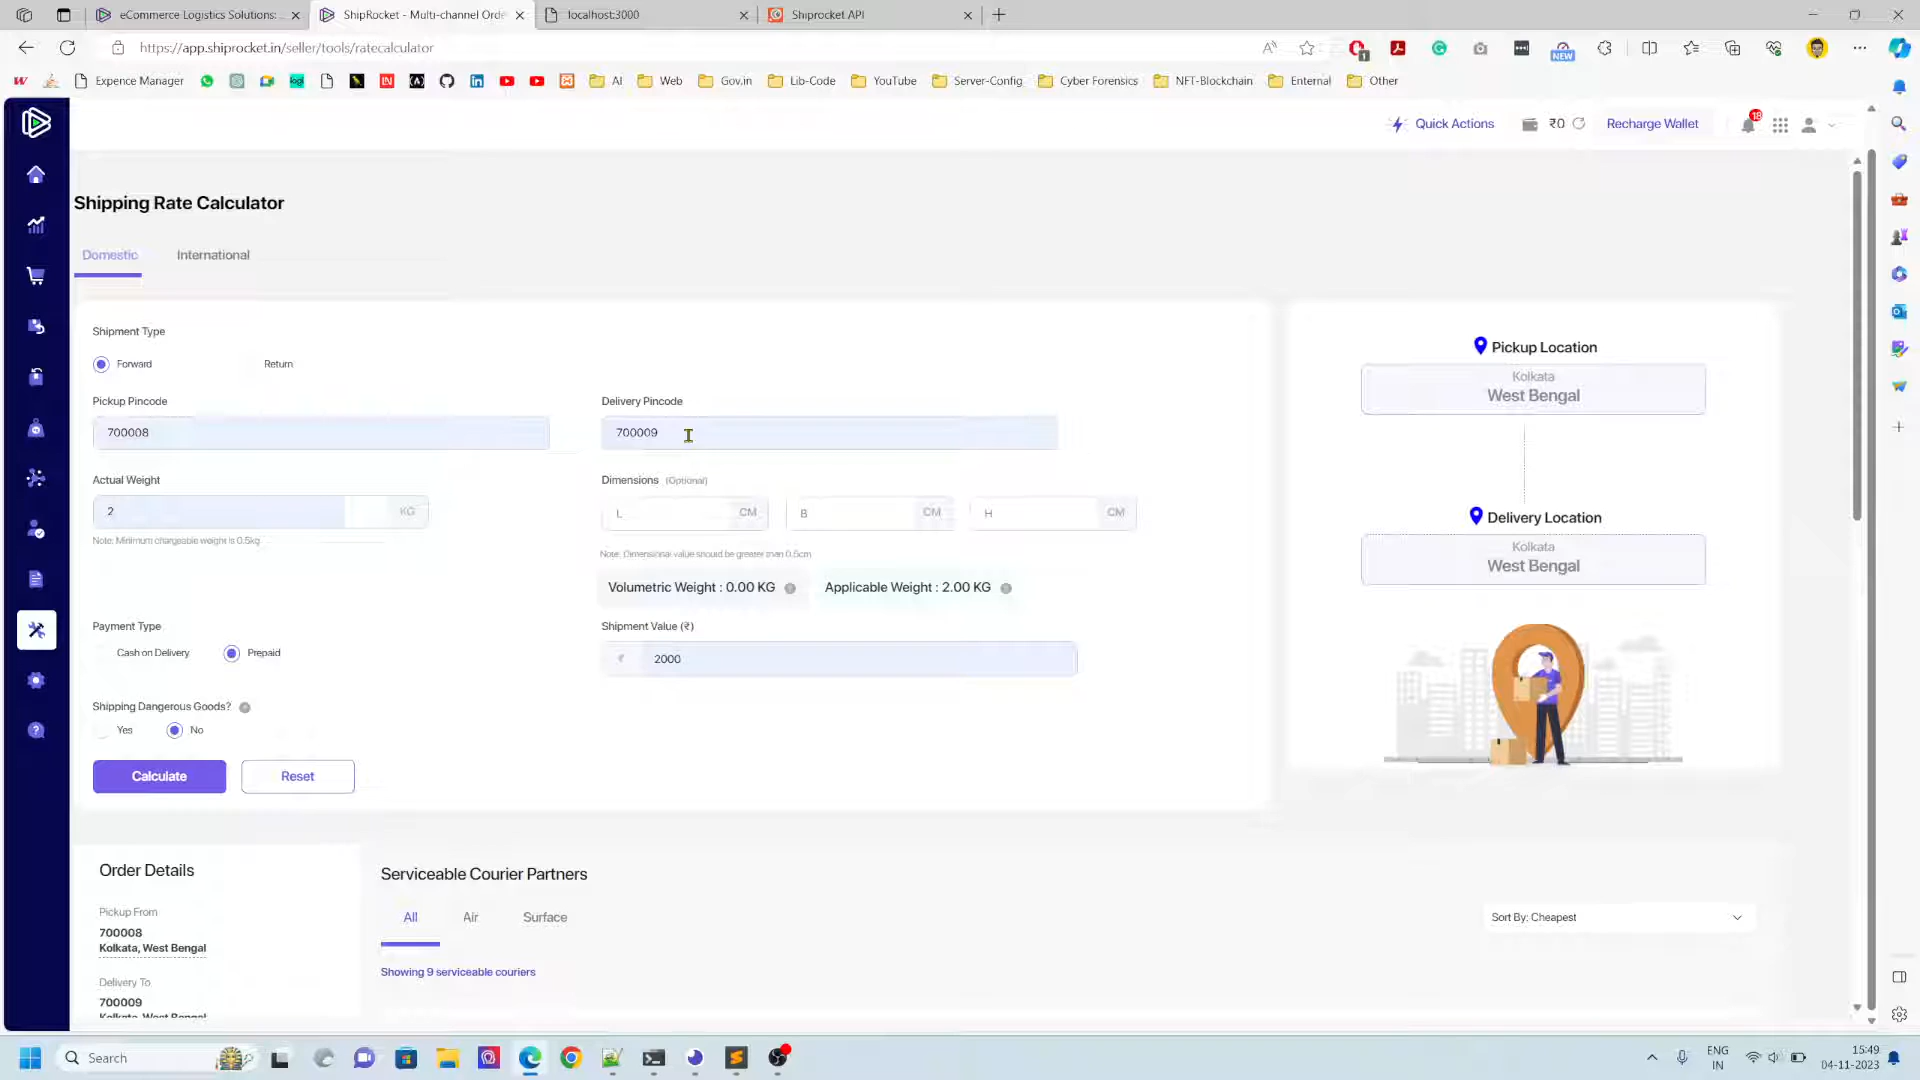 eCommerce Logistics Solutions:
ShipRocket - Multi-channel Orde
localhost:3000
Shiprocket API
https://app.shiprocket.in/seller/tools/ratecalculator
NEW
Expence Manager
AI
Web
Gov.in
Lib-Code
YouTube
Server-Config
Cyber Forensics
NFT-Blockchain
Enternal
Other
Quick Actions
₹0
Recharge Wallet
18
Shipping Rate Calculator
Domestic
International
Shipment Type
Forward
Return
Pickup Pincode
Delivery Pincode
700008
700009
Actual Weight
Dimensions (Optional)
2
KG
L
CM
B
CM
H
CM
Note: Minimum chargeable weight is 0.5kg
Note: Dimensional value should be greater than 0.5cm
Volumetric Weight : 0.00 KG
Applicable Weight : 2.00 KG
Payment Type
Shipment Value (₹)
Cash on Delivery
Prepaid
₹
2000
Shipping Dangerous Goods?
Yes
No
Calculate
Reset
Pickup Location
Kolkata
West Bengal
Delivery Location
Kolkata
West Bengal
Order Details
Pickup From
700008
Kolkata, West Bengal
Delivery To
700009
Kolkata, West Bengal
Serviceable Courier Partners
All
Air
Surface
Sort By: Cheapest
Showing 9 serviceable couriers
Search
ENG
IN
15:49
04-11-2023